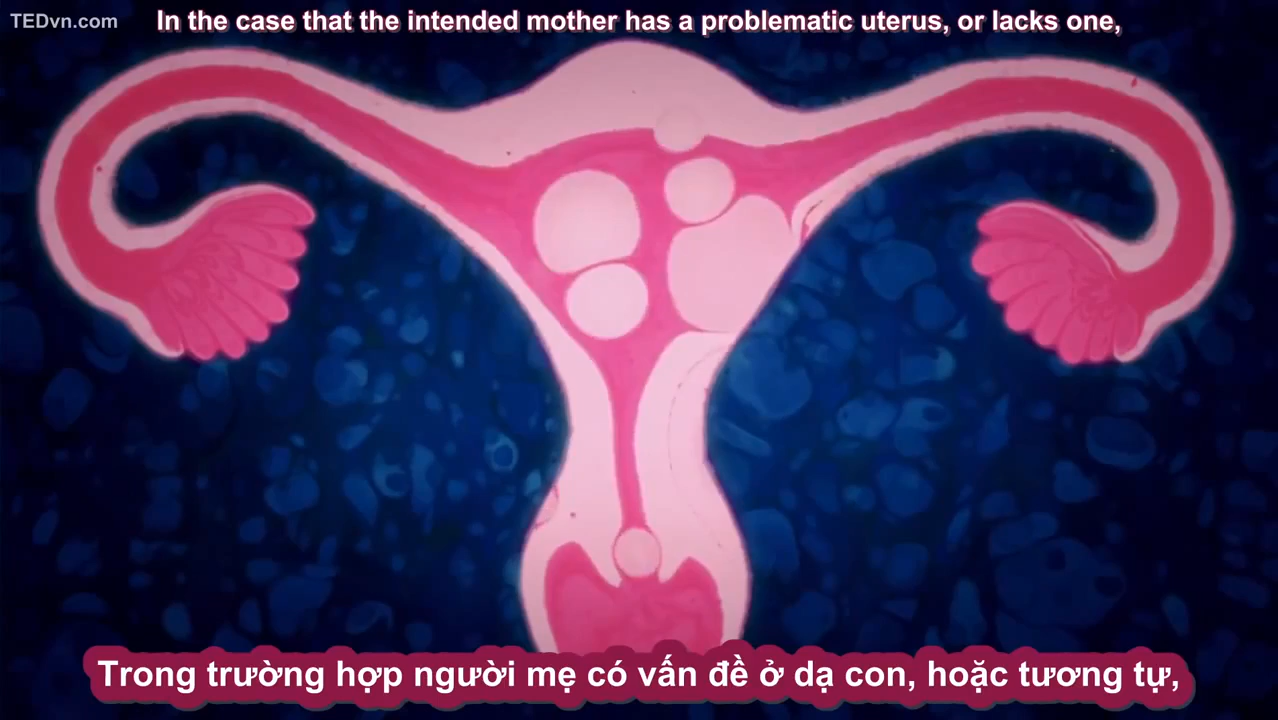 TEDvn.com
In the case that the intended mother has a problematic uterus, or lacks one,
Trong trường hợp người mẹ có vấn đề ở dạ con, hoặc tương tự,